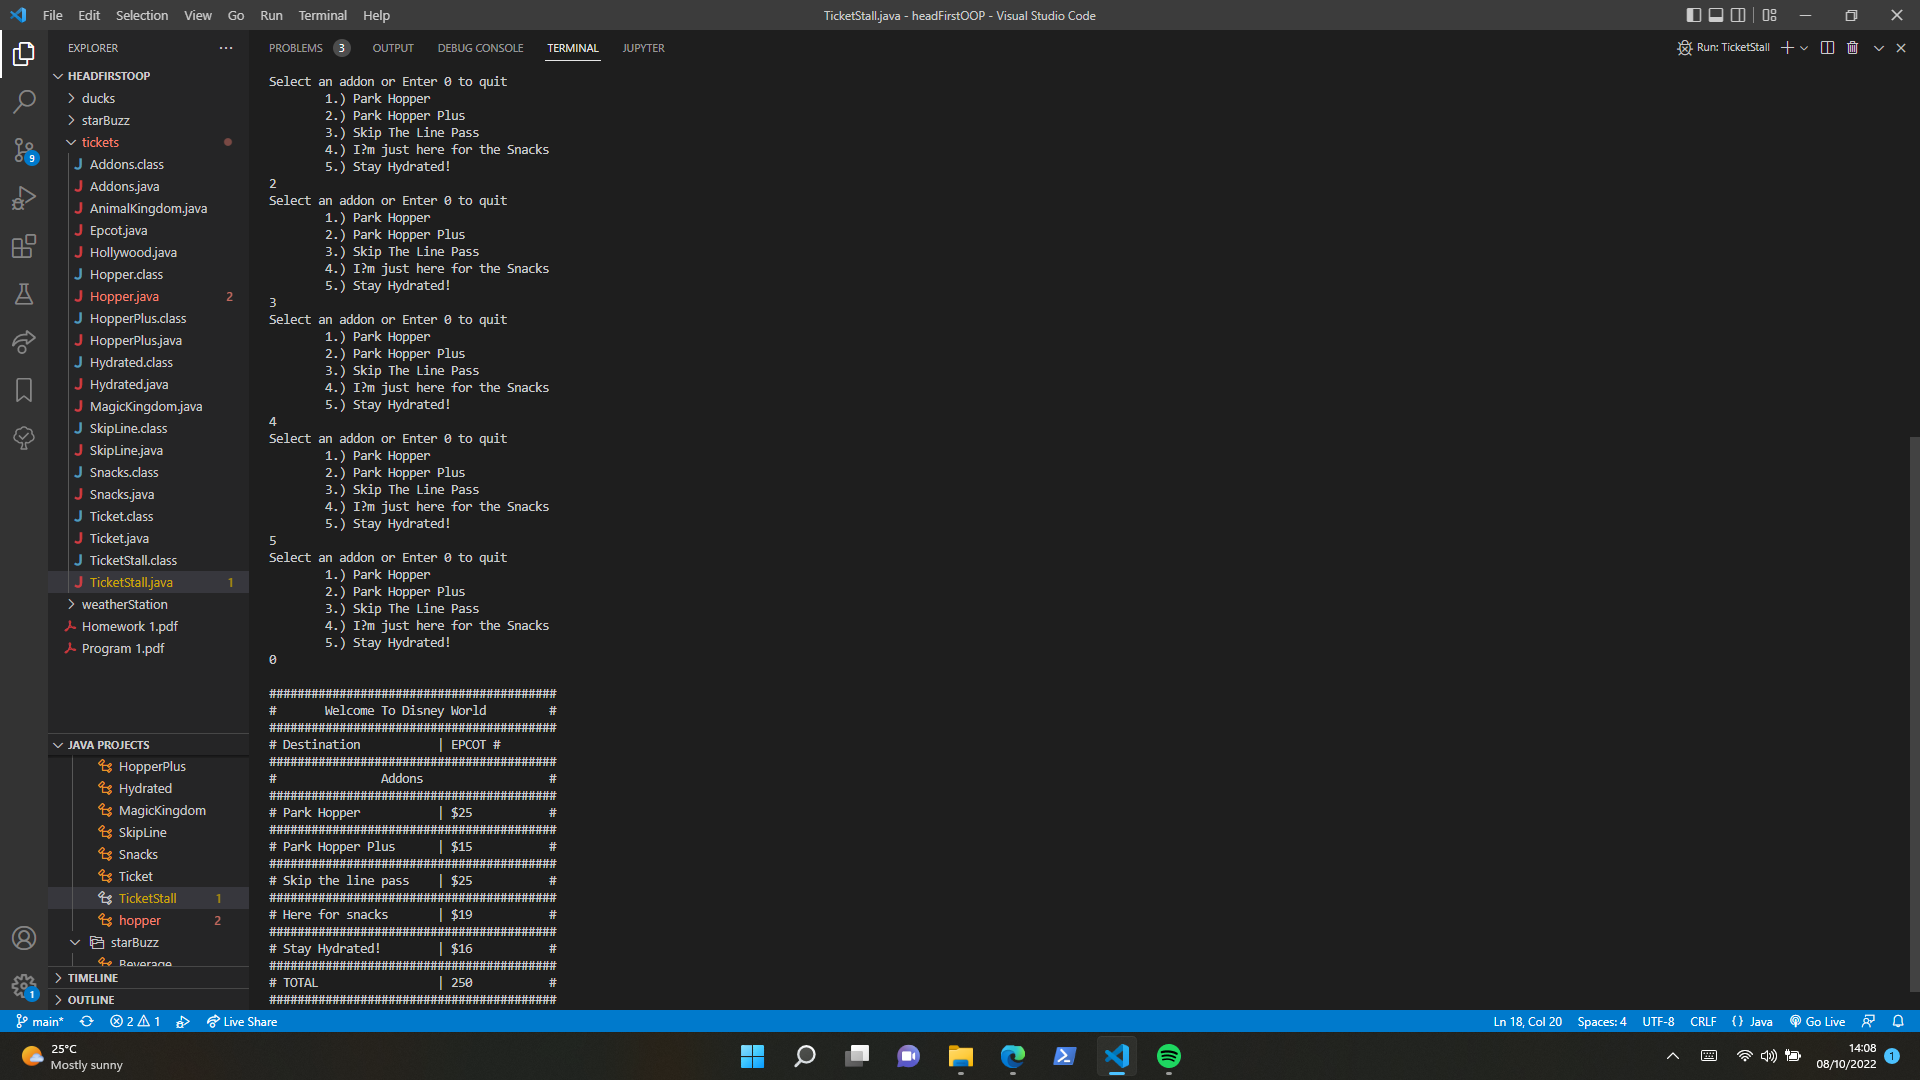 File Edit Selection View Go Run Terminal Help
TicketStall.java - headFirstOOP - Visual Studio Code
EXPLORER
HEADFIRSTOOP
ducks
starBuzz
tickets
Addons.class
Addons.java
AnimalKingdom.java
Epcot.java
Hollywood.java
Hopper.class
Hopper.java 2
HopperPlus.class
HopperPlus.java
Hydrated.class
Hydrated.java
MagicKingdom.java
SkipLine.class
SkipLine.java
Snacks.class
Snacks.java
Ticket.class
Ticket.java
TicketStall.class
TicketStall.java 1
weatherStation
Homework 1.pdf
Program 1.pdf
JAVA PROJECTS
HopperPlus
Hydrated
MagicKingdom
SkipLine
Snacks
Ticket
TicketStall 1
hopper 2
starBuzz
Beverage
TIMELINE
OUTLINE
9
1
PROBLEMS 3 OUTPUT DEBUG CONSOLE TERMINAL JUPYTER
Run: TicketStall
Select an addon or Enter 0 to quit
1.) Park Hopper
2.) Park Hopper Plus
3.) Skip The Line Pass
4.) I?m just here for the Snacks
5.) Stay Hydrated!
2
Select an addon or Enter 0 to quit
1.) Park Hopper
2.) Park Hopper Plus
3.) Skip The Line Pass
4.) I?m just here for the Snacks
5.) Stay Hydrated!
3
Select an addon or Enter 0 to quit
1.) Park Hopper
2.) Park Hopper Plus
3.) Skip The Line Pass
4.) I?m just here for the Snacks
5.) Stay Hydrated!
4
Select an addon or Enter 0 to quit
1.) Park Hopper
2.) Park Hopper Plus
3.) Skip The Line Pass
4.) I?m just here for the Snacks
5.) Stay Hydrated!
5
Select an addon or Enter 0 to quit
1.) Park Hopper
2.) Park Hopper Plus
3.) Skip The Line Pass
4.) I?m just here for the Snacks
5.) Stay Hydrated!
0
#########################################
# Welcome To Disney World #
#########################################
# Destination | EPCOT #
#########################################
# Addons #
#########################################
# Park Hopper | $25 #
#########################################
# Park Hopper Plus | $15 #
#########################################
# Skip the line pass | $25 #
#########################################
# Here for snacks | $19 #
#########################################
# Stay Hydrated! | $16 #
#########################################
# TOTAL | 250 #
#########################################
main* 2 1 Live Share
Ln 18, Col 20 Spaces: 4 UTF-8 CRLF {} Java Go Live
25°C
Mostly sunny
14:08
08/10/2022
1